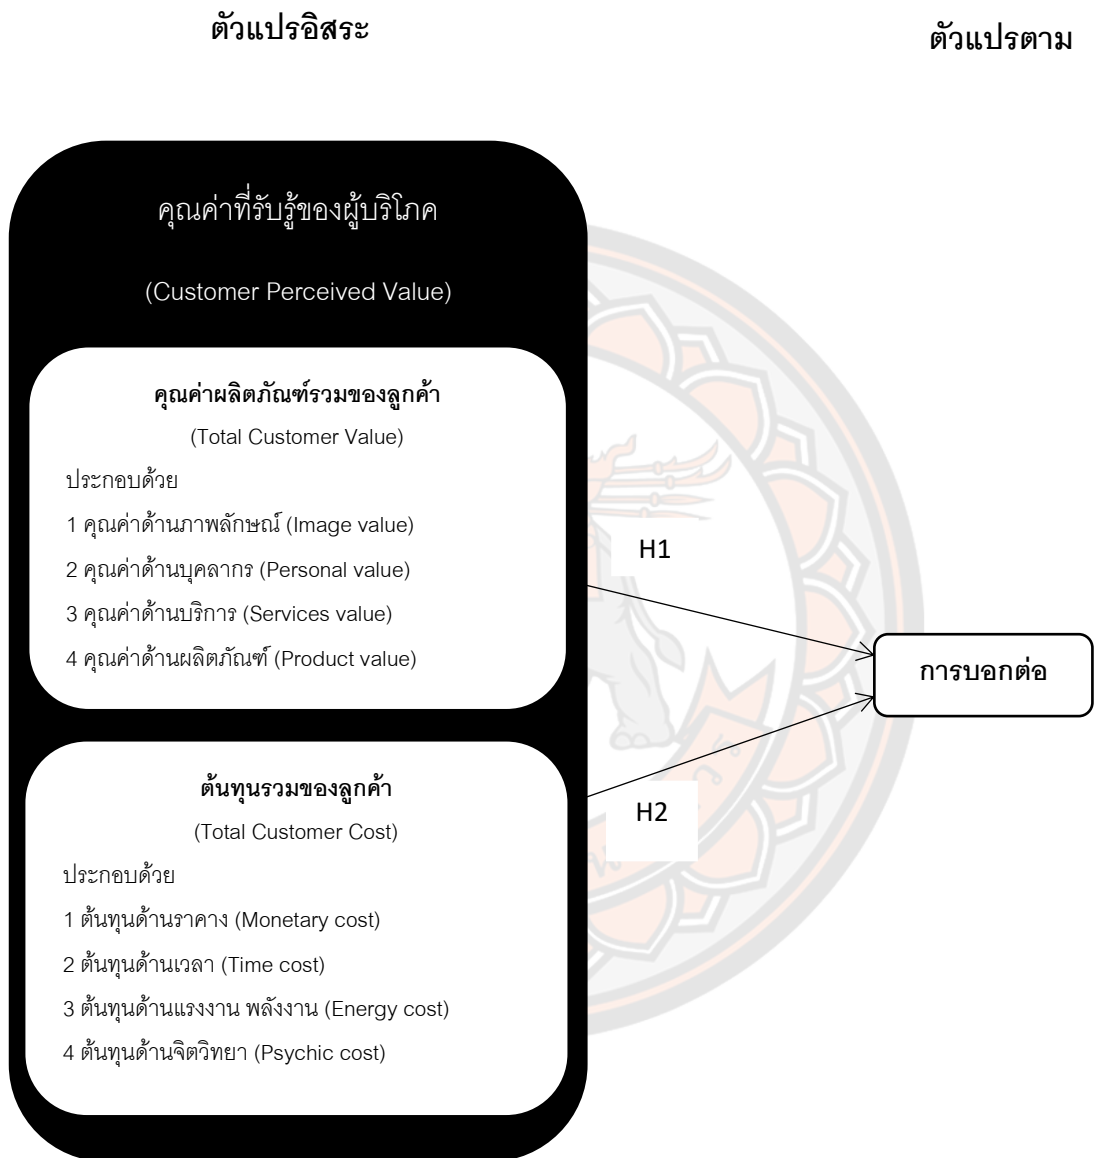 ตัวแปรอิสระ
ตัวแปรตาม
คุณค่าที่รับรู้ของผู้บริโภค
(Customer Perceived Value)
คุณค่าผลิตภัณฑ์รวมของลูกค้า
(Total Customer Value)
ประกอบด้วย
1 คุณค่าด้านภาพลักษณ์ (Image value)
2 คุณค่าด้านบุคลากร (Personal value)
3 คุณค่าด้านบริการ (Services value)
4 คุณค่าด้านผลิตภัณฑ์ (Product value)
H1
การบอกต่อ
H2
ต้นทุนรวมของลูกค้า
(Total Customer Cost)
ประกอบด้วย
1 ต้นทุนด้านราคาง (Monetary cost)
2 ต้นทุนด้านเวลา (Time cost)
3 ต้นทุนด้านแรงงาน พลังงาน (Energy cost)
4 ต้นทุนด้านจิตวิทยา (Psychic cost)